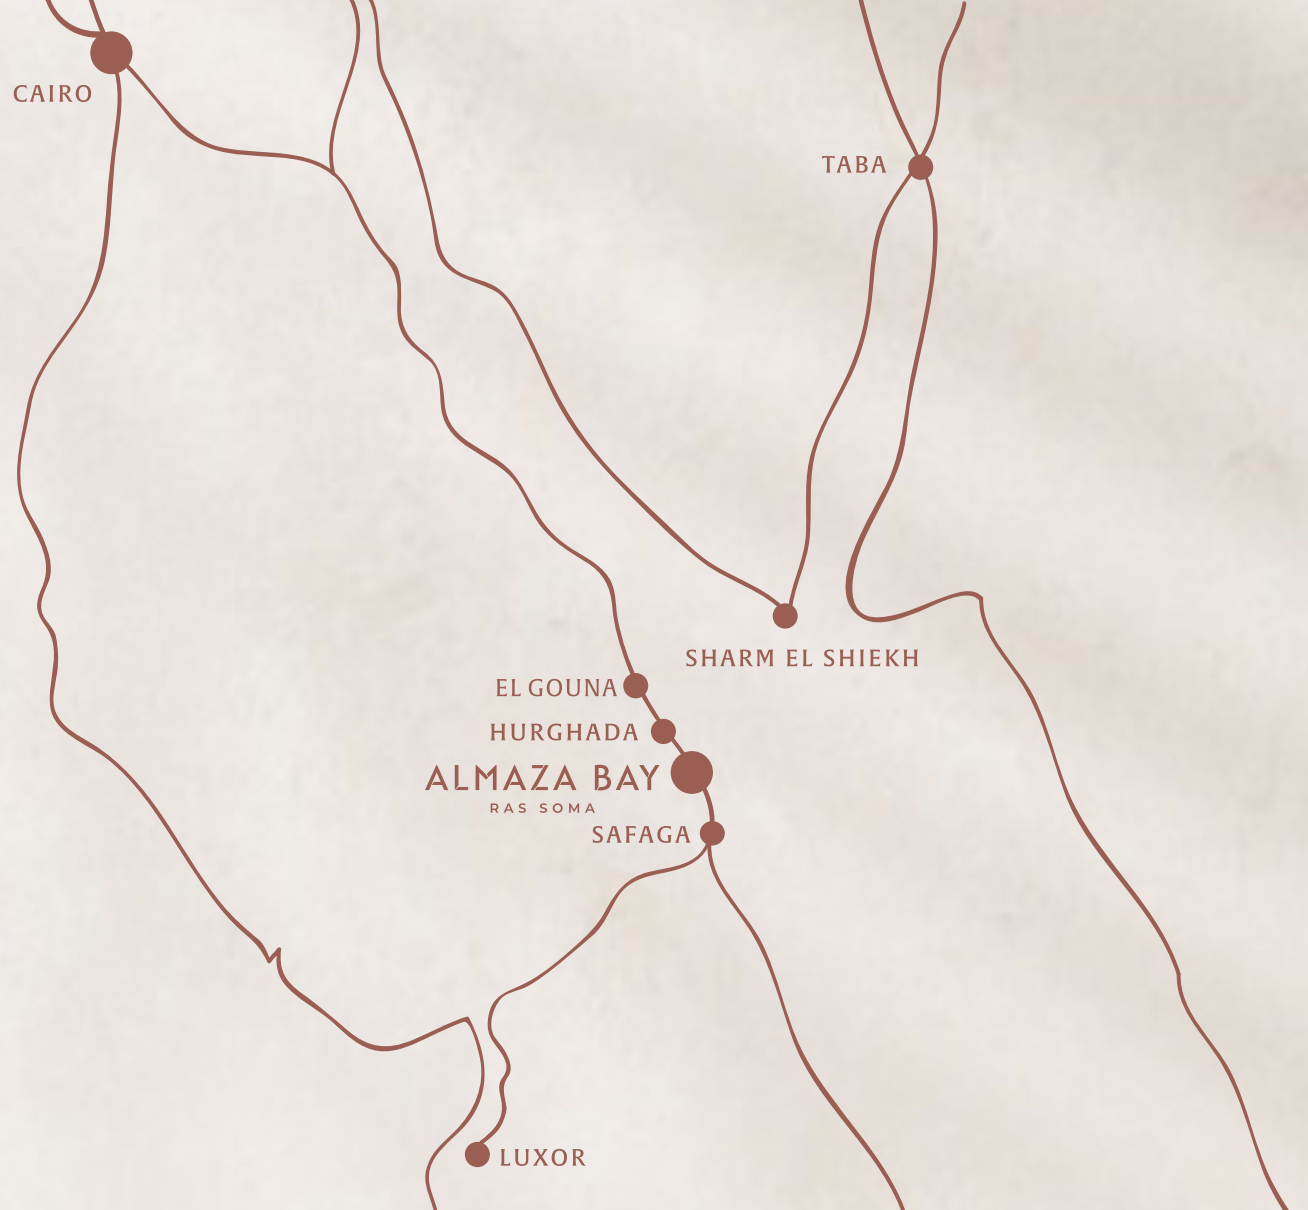 CAIRO
TABA
SHARM EL SHIEKH
EL GOUNA
HURGHADA
ALMAZA BAY
RAS SOMA
SAFAGA
LUXOR